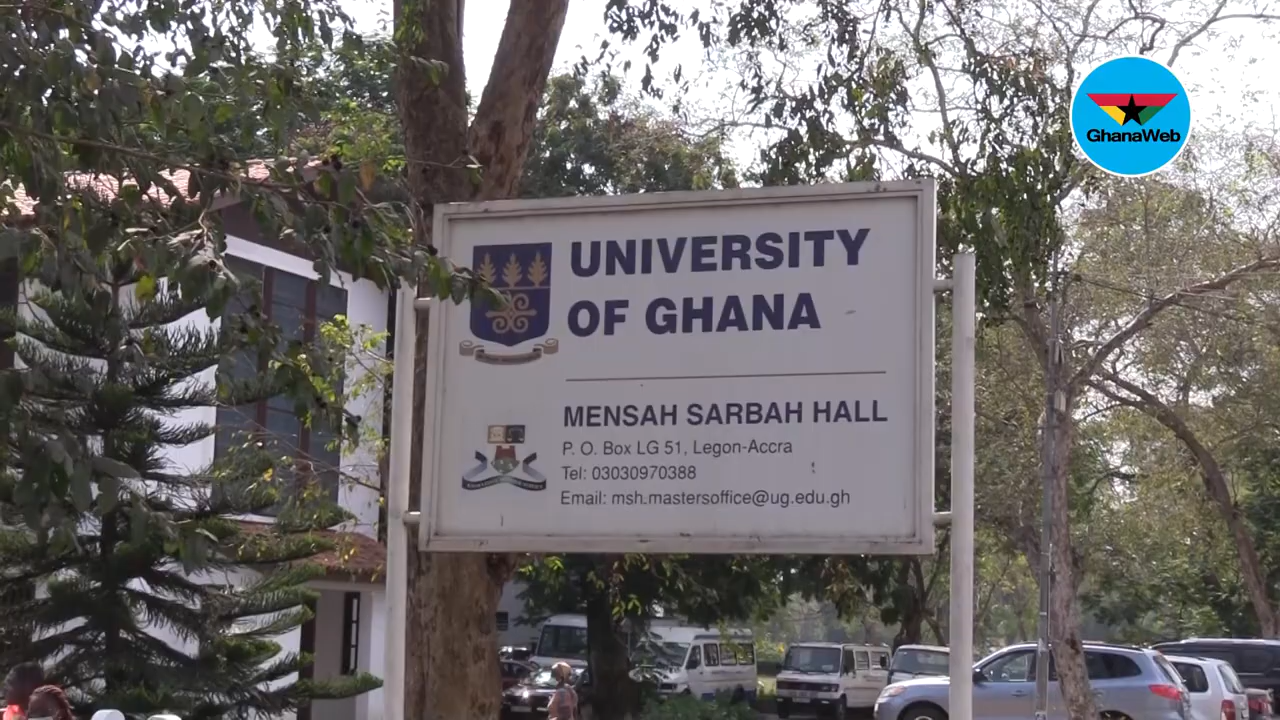 GhanaWeb
UNIVERSITY
OF GHANA
MENSAH SARBAH HALL
P. O. Box LG 51, Legon-Accra
Tel: 03030970388
Email: msh.mastersoffice@ug.edu.gh